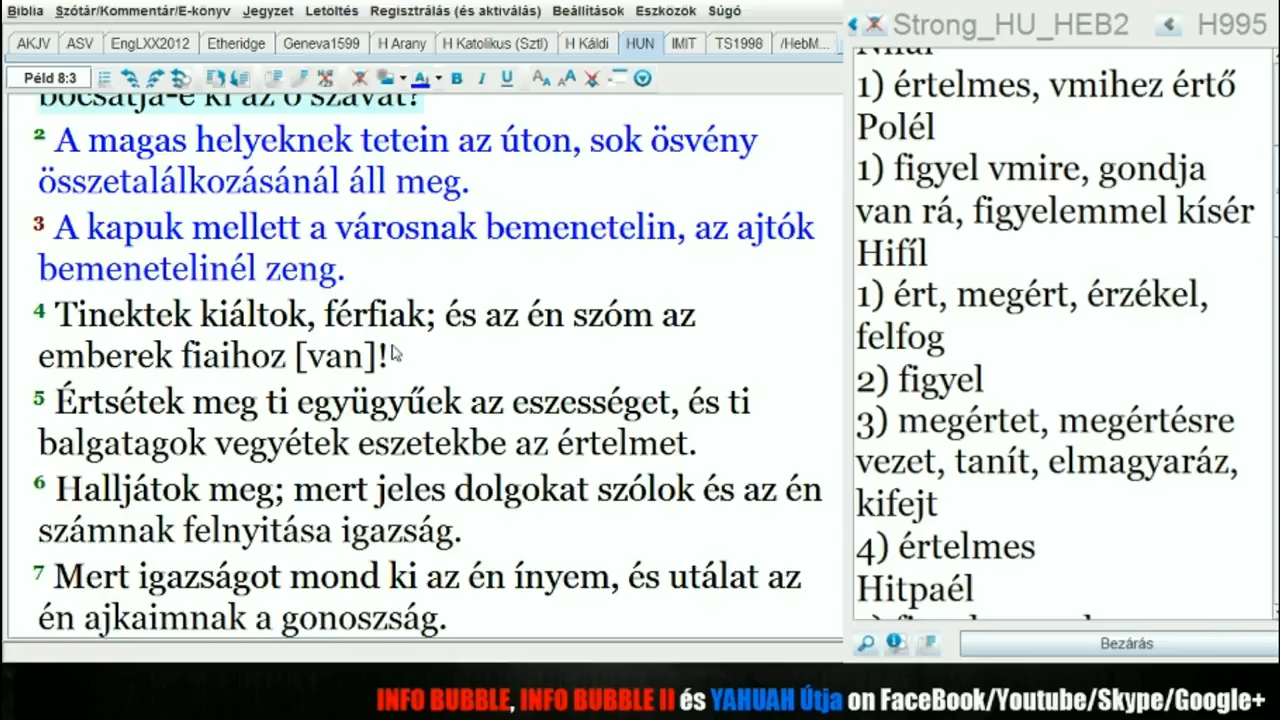 Biblia Szótár/Kommentár/E-könyv Jegyzet Letöltés Regisztrálás (és aktiválás) Beállítások Eszközök Súgó
AKJV ASV EngLXX2012 Etheridge Geneva1599 H Arany H Katolikus (Sztl) H Káldi HUN IMIT TS1998 /HebM...
Péld 8:3
bocsátja-é ki az ő szavát?
2 A magas helyeknek tetein az úton, sok ösvény
összetalálkozásánál áll meg.
3 A kapuk mellett a városnak bemenetelin, az ajtók
bemenetelinél zeng.
4 Tinektek kiáltok, férfiak; és az én szóm az
emberek fiaihoz [van]!
5 Értsétek meg ti együgyűek az eszességet, és ti
balgatagok vegyétek eszetekbe az értelmet.
6 Halljátok meg; mert jeles dolgokat szólok és az én
számnak felnyitása igazság.
7 Mert igazságot mond ki az én ínyem, és utálat az
én ajkaimnak a gonoszság.
Strong_HU_HEB2 H995
Nifál
1) értelmes, vmihez értő
Polél
1) figyel vmire, gondja
van rá, figyelemmel kísér
Hifíl
1) ért, megért, érzékel,
felfog
2) figyel
3) megértet, megértésre
vezet, tanít, elmagyaráz,
kifejt
4) értelmes
Hitpaél
Bezárás
INFO BUBBLE, INFO BUBBLE II és YAHUAH Útja on FaceBook/Youtube/Skype/Google+